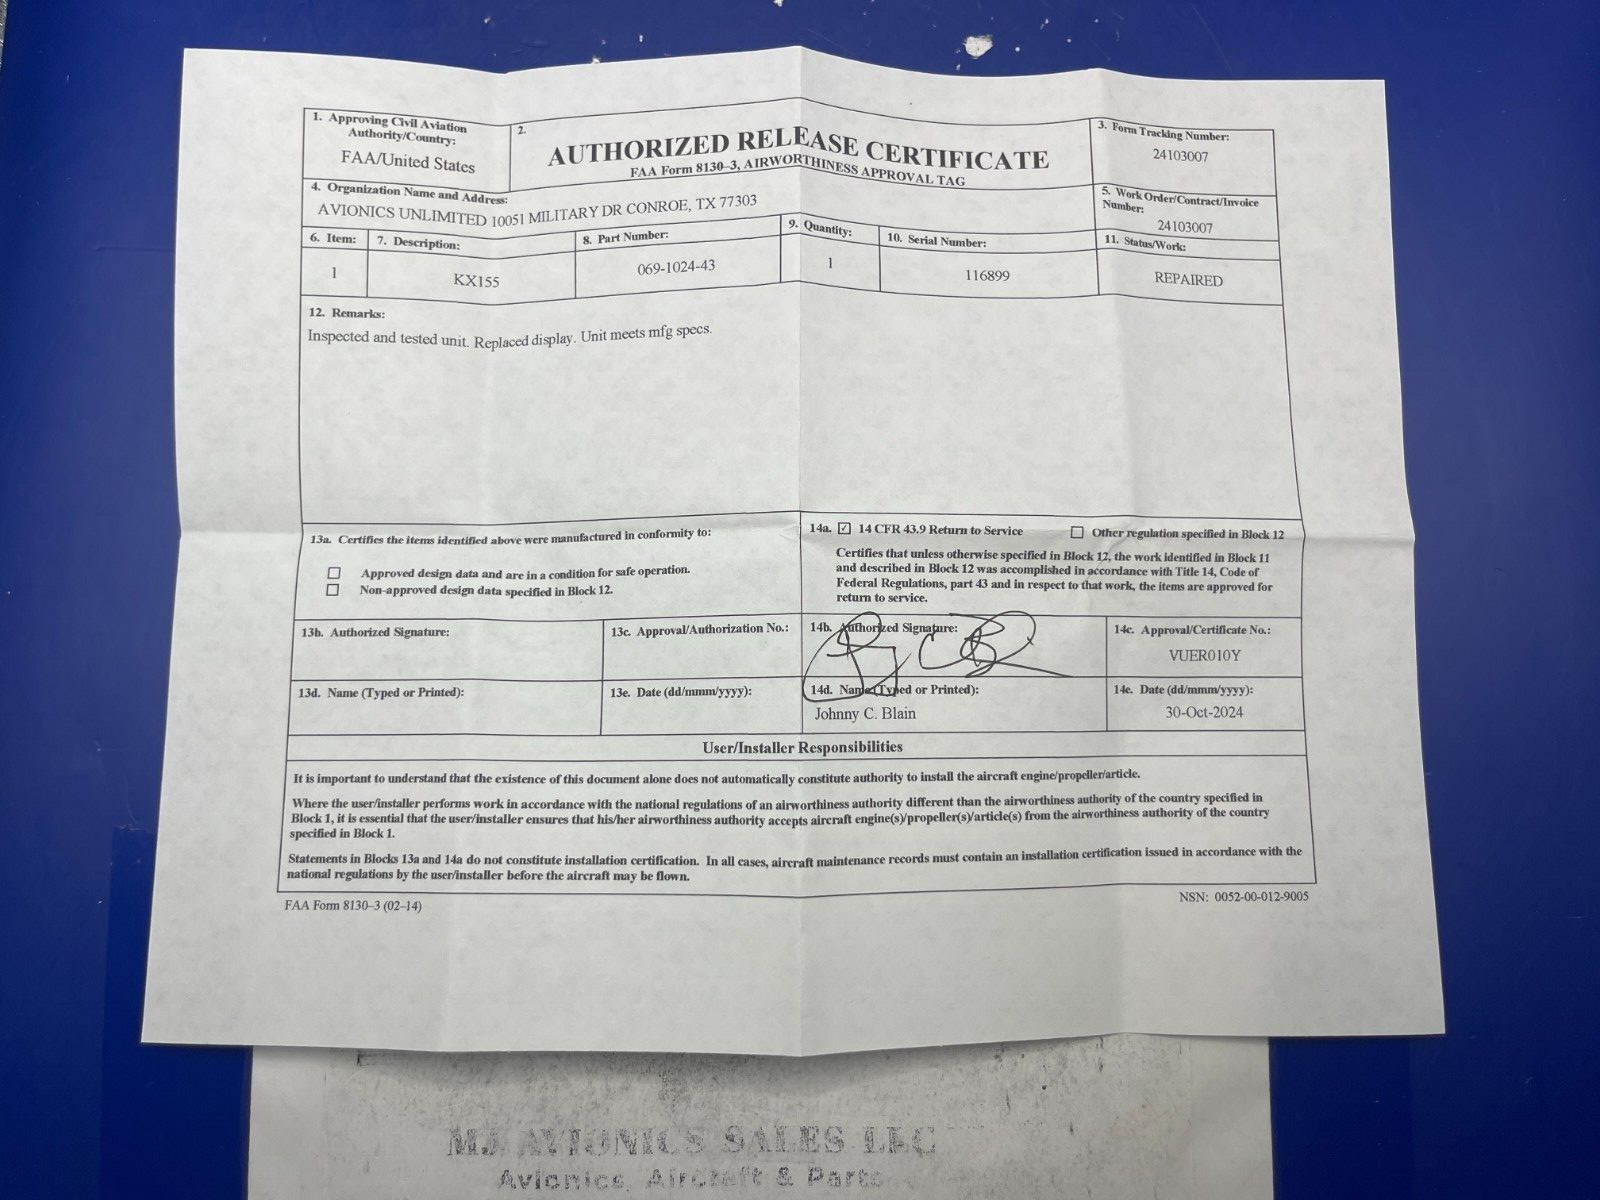 1. Approving Civil Aviation
Authority/Country:
FAA/United States
2.
AUTHORIZED RELEASE CERTIFICATE
FAA Form 8130–3, AIRWORTHINESS APPROVAL TAG
3. Form Tracking Number:
24103007
4. Organization Name and Address:
AVIONICS UNLIMITED 10051 MILITARY DR CONROE, TX 77303
5. Work Order/Contract/Invoice
Number:
24103007
6. Item:
7. Description:
8. Part Number:
9. Quantity:
10. Serial Number:
11. Status/Work:
1
KX155
069-1024-43
1
116899
REPAIRED
12. Remarks:
Inspected and tested unit. Replaced display. Unit meets mfg specs.
13a. Certifies the items identified above were manufactured in conformity to:
Approved design data and are in a condition for safe operation.
Non-approved design data specified in Block 12.
14a. ☑ 14 CFR 43.9 Return to Service ☐ Other regulation specified in Block 12
Certifies that unless otherwise specified in Block 12, the work identified in Block 11
and described in Block 12 was accomplished in accordance with Title 14, Code of
Federal Regulations, part 43 and in respect to that work, the items are approved for
return to service.
13b. Authorized Signature:
13c. Approval/Authorization No.:
14b. Authorized Signature:
14c. Approval/Certificate No.:
VUER010Y
13d. Name (Typed or Printed):
13e. Date (dd/mmm/yyyy):
14d. Name (Typed or Printed):
Johnny C. Blain
14e. Date (dd/mmm/yyyy):
30-Oct-2024
User/Installer Responsibilities
It is important to understand that the existence of this document alone does not automatically constitute authority to install the aircraft engine/propeller/article.
Where the user/installer performs work in accordance with the national regulations of an airworthiness authority different than the airworthiness authority of the country specified in
Block 1, it is essential that the user/installer ensures that his/her airworthiness authority accepts aircraft engine(s)/propeller(s)/article(s) from the airworthiness authority of the country
specified in Block 1.
Statements in Blocks 13a and 14a do not constitute installation certification. In all cases, aircraft maintenance records must contain an installation certification issued in accordance with the
national regulations by the user/installer before the aircraft may be flown.
FAA Form 8130–3 (02–14)
NSN: 0052-00-012-9005
MJ AVIONICS SALES LLC
Avionics, Aircraft & Parts